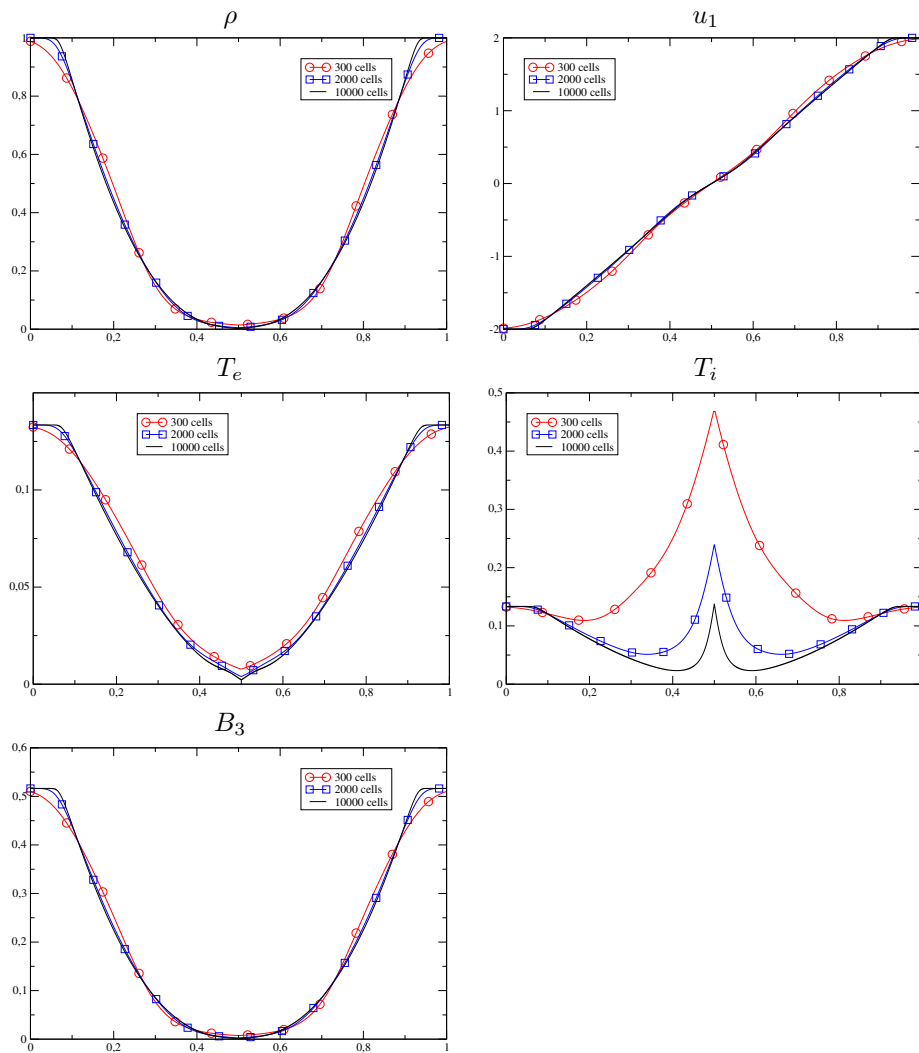 ρ
1
0,8
0,6
0,4
0,2
0
300 cells
2000 cells
10000 cells
0 0,2 0,4 0,6 0,8 1
u₁
2
1
0
-1
-2
300 cells
2000 cells
10000 cells
0 0,2 0,4 0,6 0,8 1
Tₑ
0,1
0,05
0
300 cells
2000 cells
10000 cells
0 0,2 0,4 0,6 0,8 1
Tᵢ
0,5
0,4
0,3
0,2
0,1
0
300 cells
2000 cells
10000 cells
0 0,2 0,4 0,6 0,8
B₃
0,6
0,5
0,4
0,3
0,2
0,1
0
300 cells
2000 cells
10000 cells
0 0,2 0,4 0,6 0,8 1